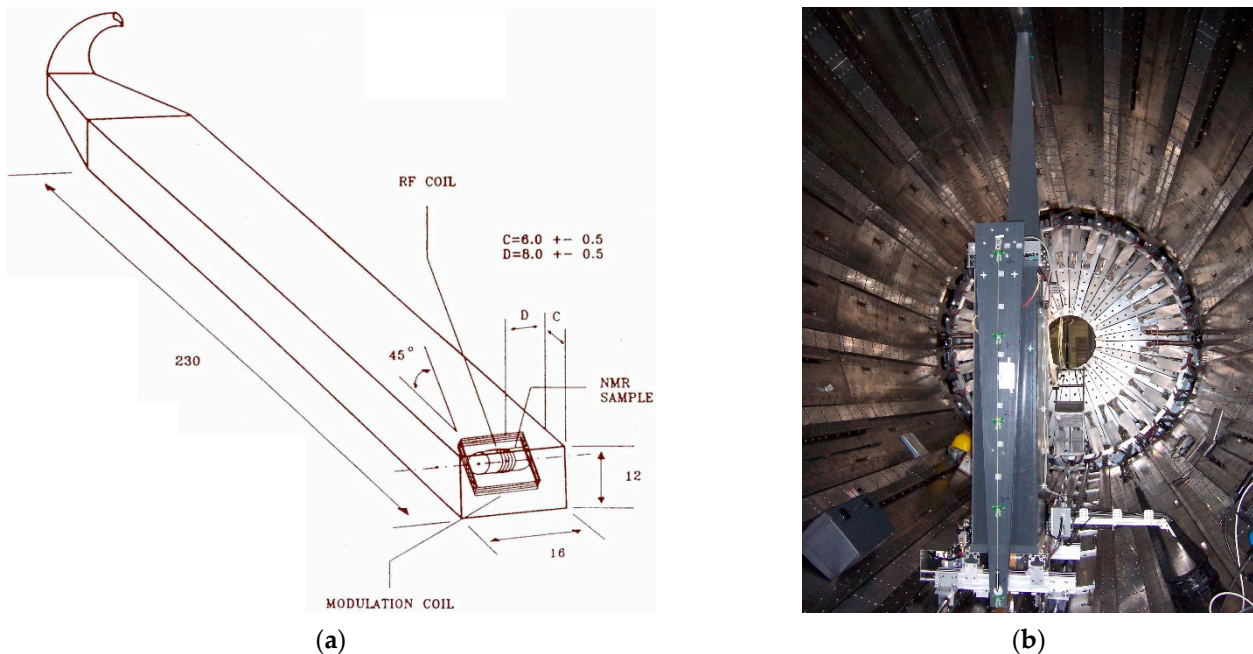 RF COIL
C=6.0 +- 0.5
D=8.0 +- 0.5
D
C
45°
230
NMR
SAMPLE
12
16
MODULATION COIL
(a)
(b)